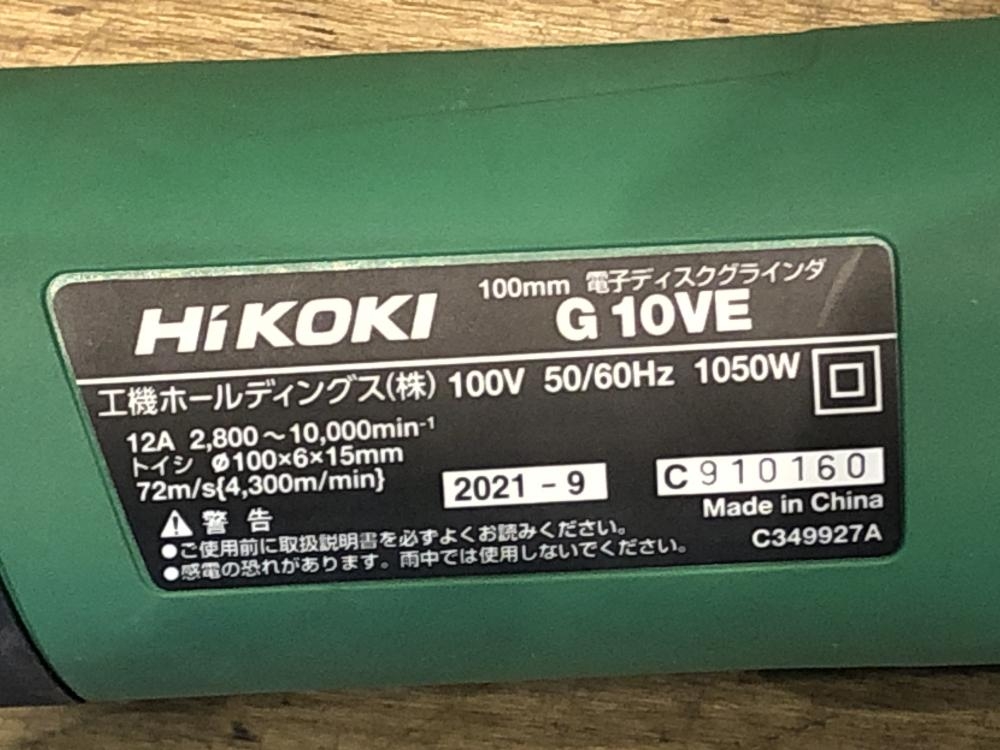 HiKOKI 100mm 電子ディスクグラインダ
G 10VE
工機ホールディングス(株) 100V 50/60Hz 1050W
12A 2,800～10,000min⁻¹
トイシ φ100×6×15mm
72m/s{4,300m/min}
2021 - 9 C910160
Made in China
警告
●ご使用前に取扱説明書を必ずよくお読みください。
●感電の恐れがあります。雨中では使用しないでください。
C349927A